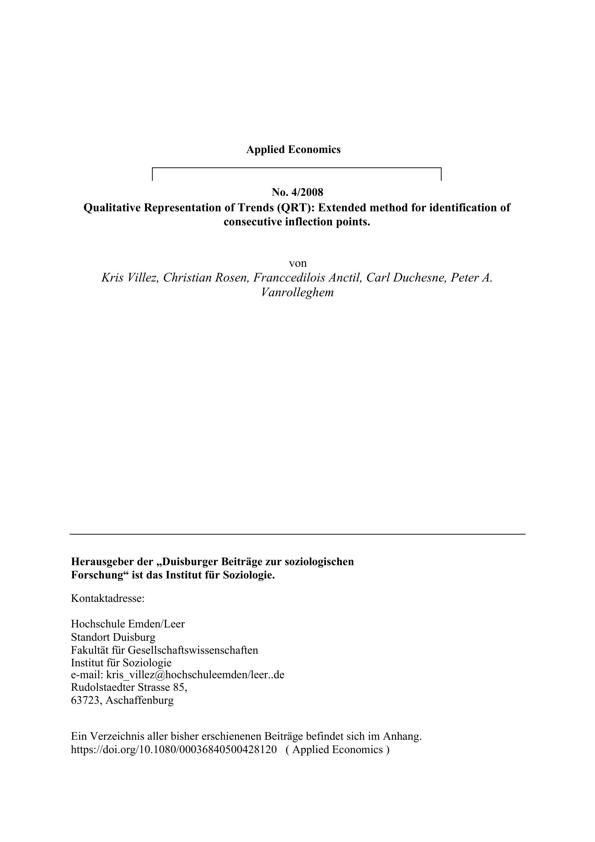 Applied Economics
No. 4/2008
Qualitative Representation of Trends (QRT): Extended method for identification of
consecutive inflection points.
von
Kris Villez, Christian Rosen, Franccedilois Anctil, Carl Duchesne, Peter A.
Vanrolleghem
Herausgeber der „Duisburger Beiträge zur soziologischen
Forschung“ ist das Institut für Soziologie.
Kontaktadresse:
Hochschule Emden/Leer
Standort Duisburg
Fakultät für Gesellschaftswissenschaften
Institut für Soziologie
e-mail: kris_villez@hochschuleemden/leer..de
Rudolstaedter Strasse 85,
63723, Aschaffenburg
Ein Verzeichnis aller bisher erschienenen Beiträge befindet sich im Anhang.
https://doi.org/10.1080/00036840500428120 ( Applied Economics )